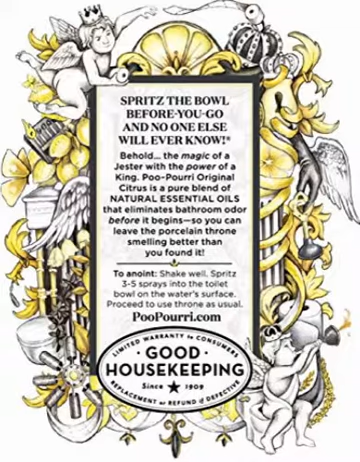 SPRITZ THE BOWL
BEFORE-YOU-GO
AND NO ONE ELSE
WILL EVER KNOW!*
Behold... the magic of a
Jester with the power of a
King. Poo-Pourri Original
Citrus is a pure blend of
NATURAL ESSENTIAL OILS
that eliminates bathroom odor
before it begins—so you can
leave the porcelain throne
smelling better than
you found it!
To anoint: Shake well. Spritz
3-5 sprays into the toilet
bowl on the water's surface.
Proceed to use throne as usual.
PooPourri.com
LIMITED WARRANTY to CONSUMERS
GOOD
HOUSEKEEPING
Since ★ 1909
REPLACEMENT or REFUND if DEFECTIVE